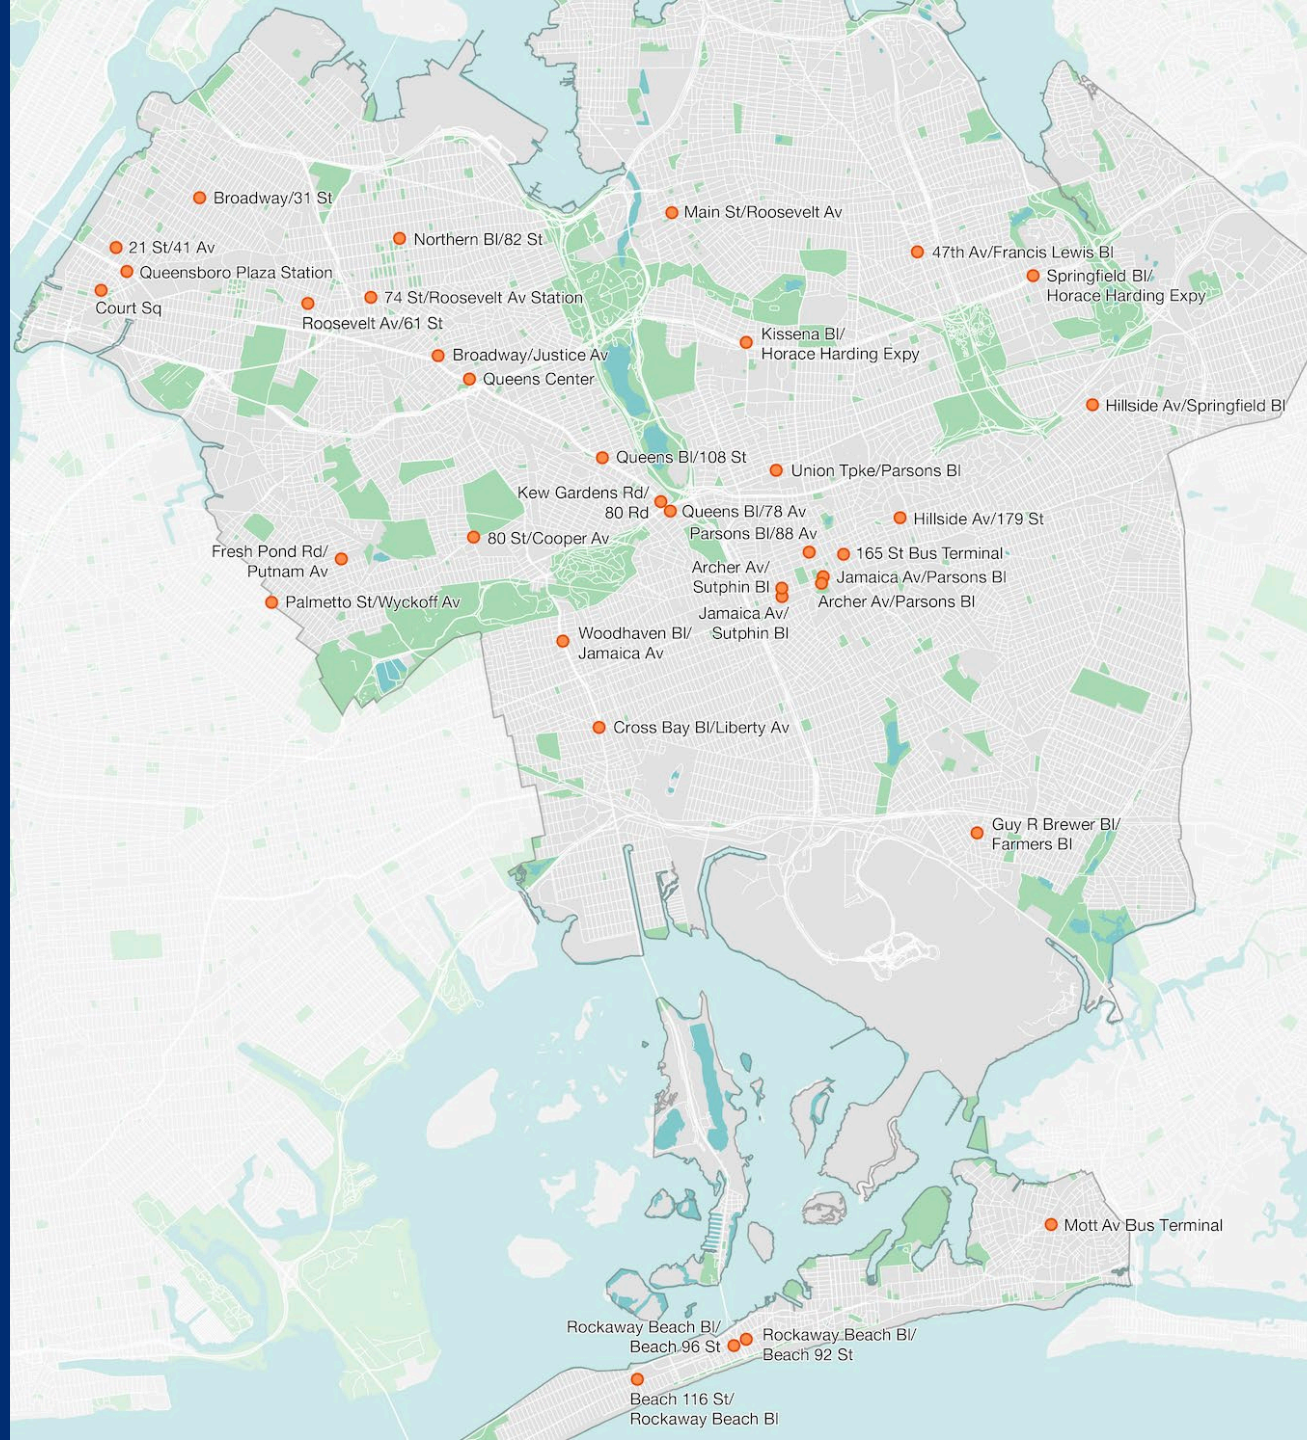 Broadway/31 St
Main St/Roosevelt Av
Northern Bl/82 St
21 St/41 Av
47th Av/Francis Lewis Bl
Queensboro Plaza Station
Springfield Bl/
Horace Harding Expy
74 St/Roosevelt Av Station
Court Sq
Roosevelt Av/61 St
Kissena Bl/
Horace Harding Expy
Broadway/Justice Av
Queens Center
Hillside Av/Springfield Bl
Queens Bl/108 St
Union Tpke/Parsons Bl
Kew Gardens Rd/
80 Rd
Queens Bl/78 Av
Hillside Av/179 St
Parsons Bl/88 Av
80 St/Cooper Av
Fresh Pond Rd/
Putnam Av
165 St Bus Terminal
Archer Av/
Sutphin Bl
Jamaica Av/Parsons Bl
Palmetto St/Wyckoff Av
Archer Av/Parsons Bl
Jamaica Av/
Sutphin Bl
Woodhaven Bl/
Jamaica Av
Cross Bay Bl/Liberty Av
Guy R Brewer Bl/
Farmers Bl
Mott Av Bus Terminal
Rockaway Beach Bl/
Beach 96 St
Rockaway Beach Bl/
Beach 92 St
Beach 116 St/
Rockaway Beach Bl